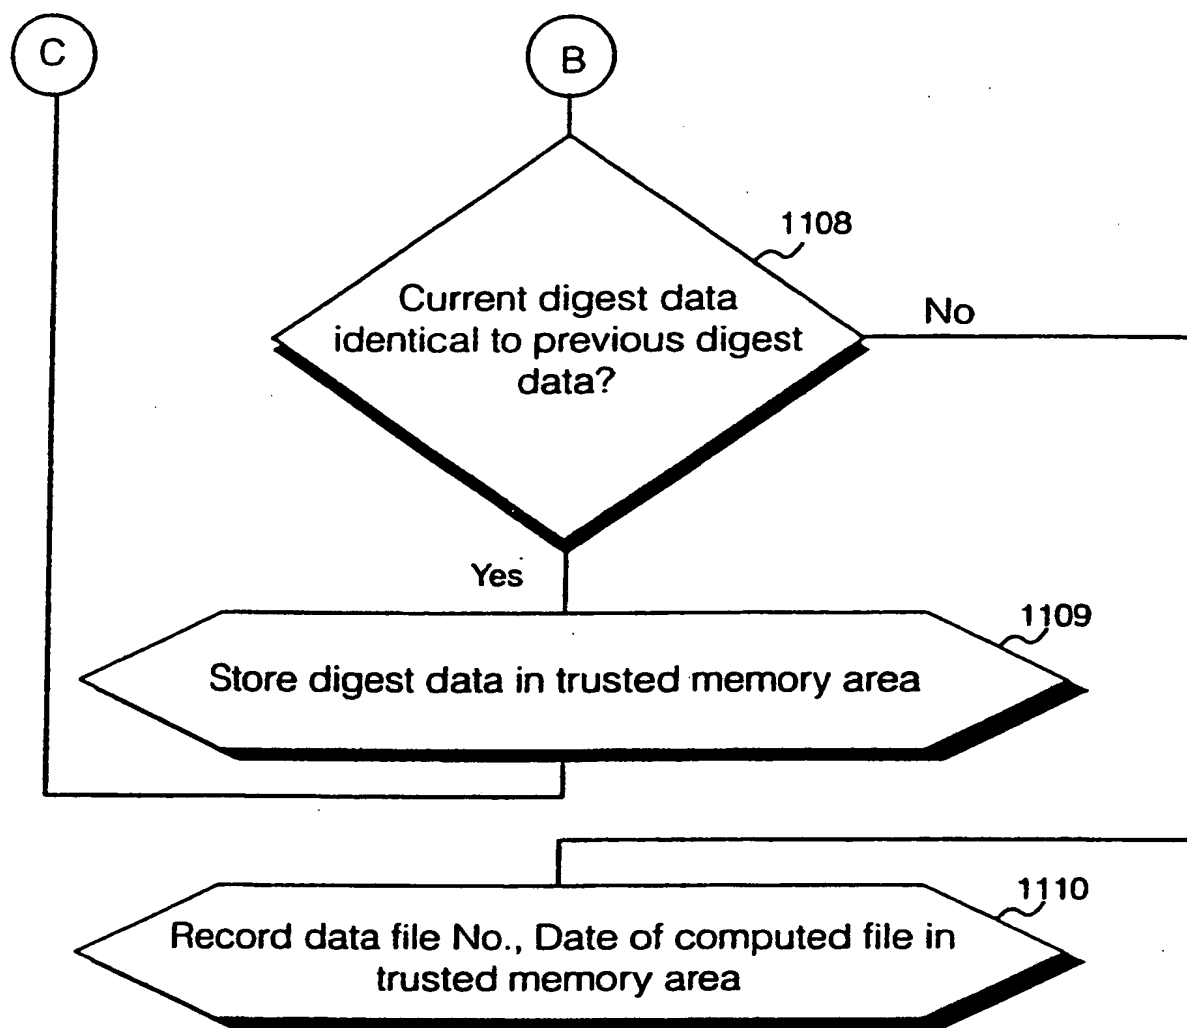 C
B
1108
Current digest data
identical to previous digest
data?
No
Yes
1109
Store digest data in trusted memory area
1110
Record data file No., Date of computed file in
trusted memory area